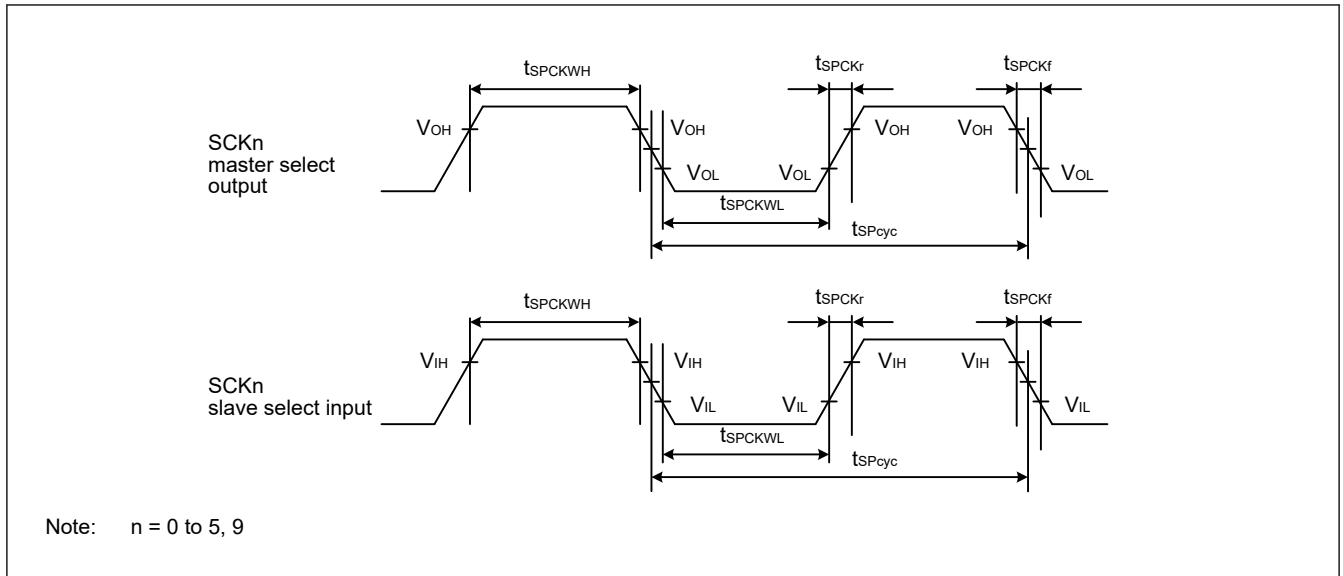 tSPCKWH
tSPCKr
tSPCKf
VOH
VOH
VOH
VOH
SCKn
master select
output
VOL
VOL
VOL
tSPCKWL
tSPcyc
tSPCKWH
tSPCKr
tSPCKf
VIH
VIH
VIH
VIH
SCKn
slave select input
VIL
VIL
VIL
tSPCKWL
tSPcyc
Note: n = 0 to 5, 9